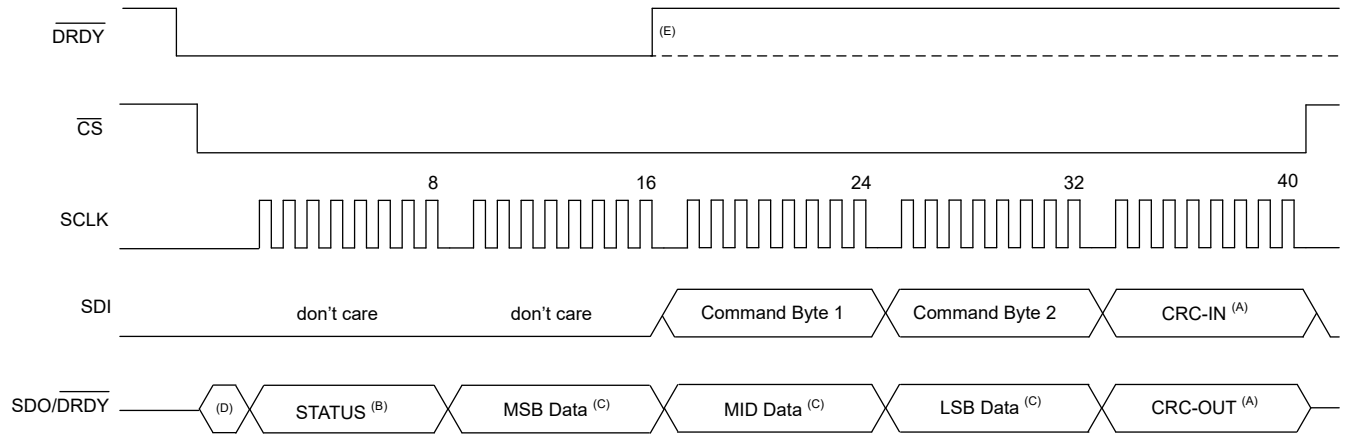 DRDY
(E)
CS
8 16 24 32 40
SCLK
SDI don't care don't care Command Byte 1 Command Byte 2 CRC-IN (A)
SDO/DRDY (D) STATUS (B) MSB Data (C) MID Data (C) LSB Data (C) CRC-OUT (A)